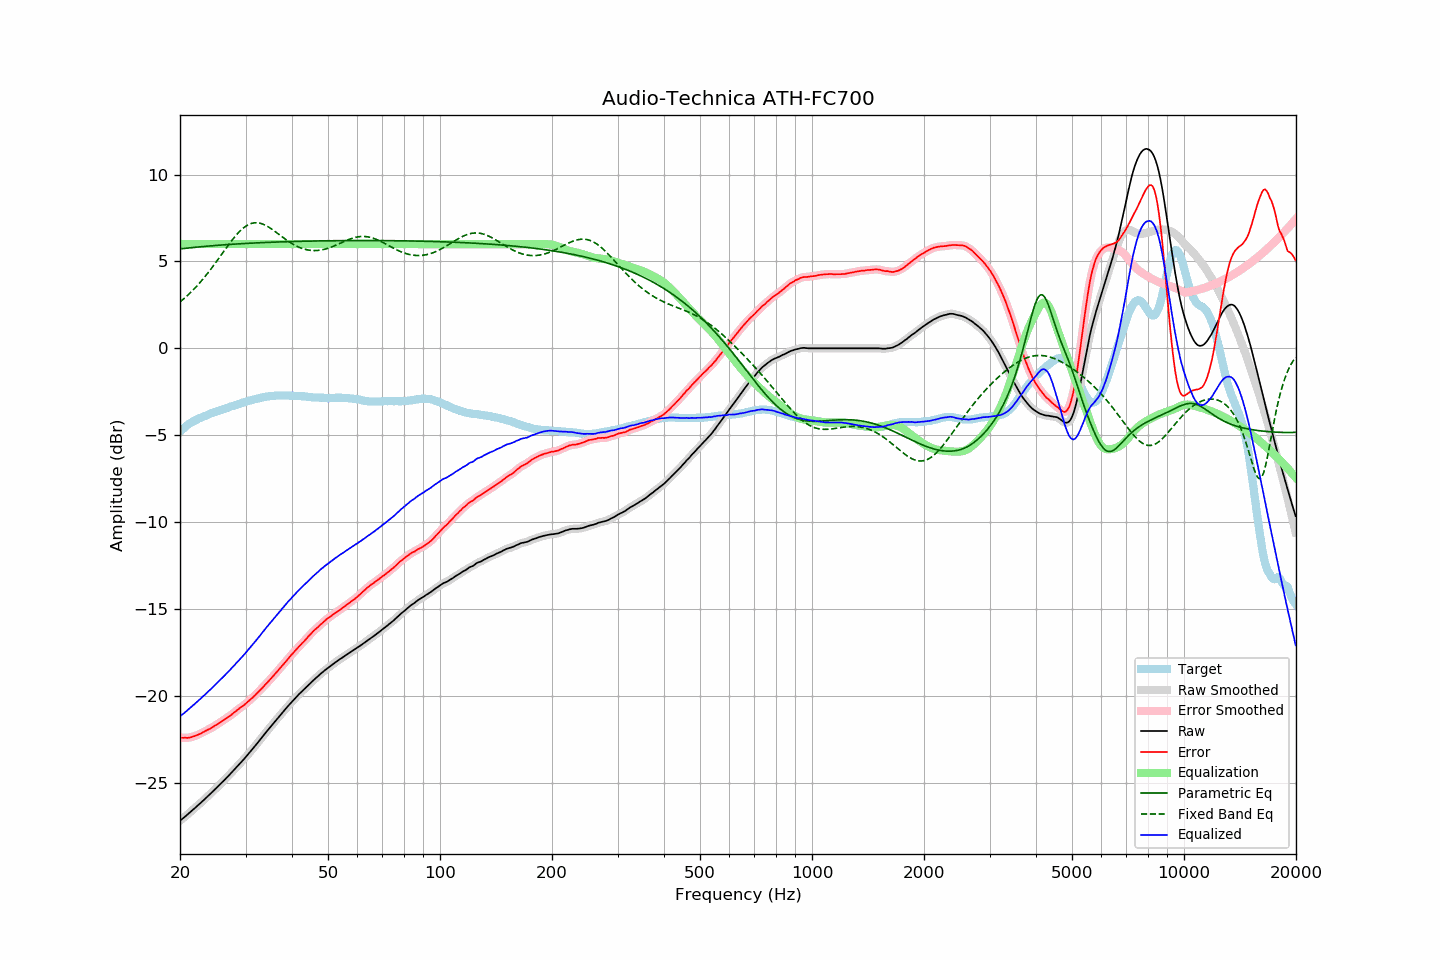 Audio-Technica ATH-FC700
Amplitude (dBr)
10
5
0
−5
−10
−15
−20
−25
20
50
100
200
500
1000
2000
5000
10000
20000
Frequency (Hz)
Target
Raw Smoothed
Error Smoothed
Raw
Error
Equalization
Parametric Eq
Fixed Band Eq
Equalized